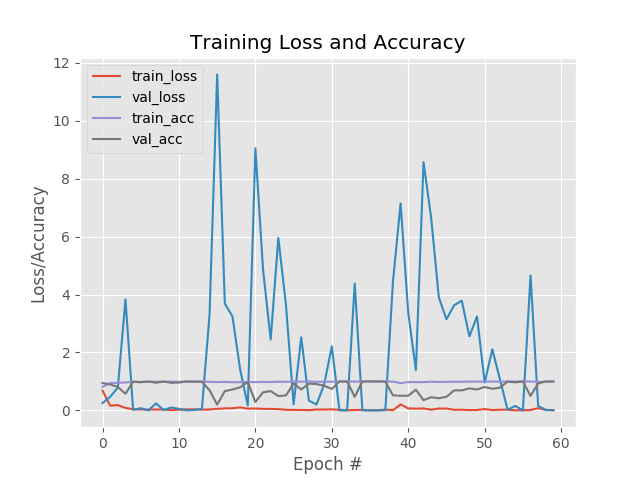 Training Loss and Accuracy
train_loss
val_loss
train_acc
val_acc
Loss/Accuracy
12
10
8
6
4
2
0
0 10 20 30 40 50 60
Epoch #